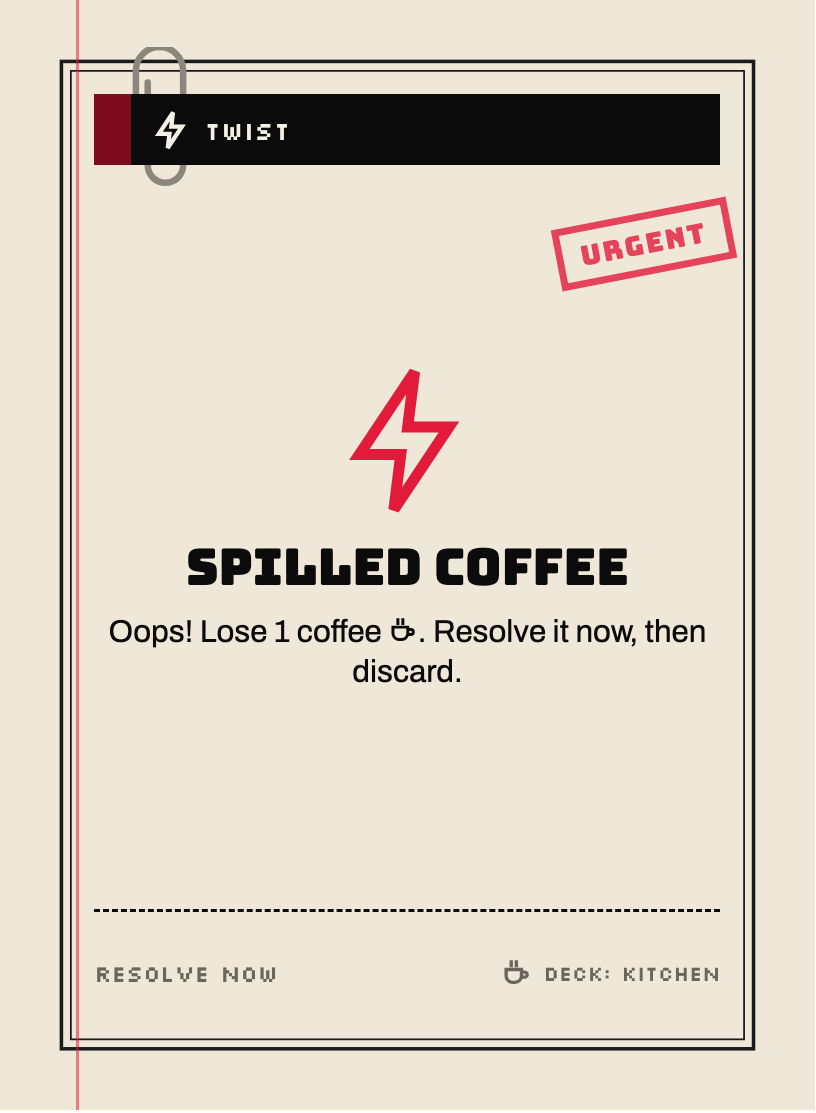 TWIST
URGENT
SPILLED COFFEE
Oops! Lose 1 coffee . Resolve it now, then
discard.
RESOLVE NOW
DECK: KITCHEN